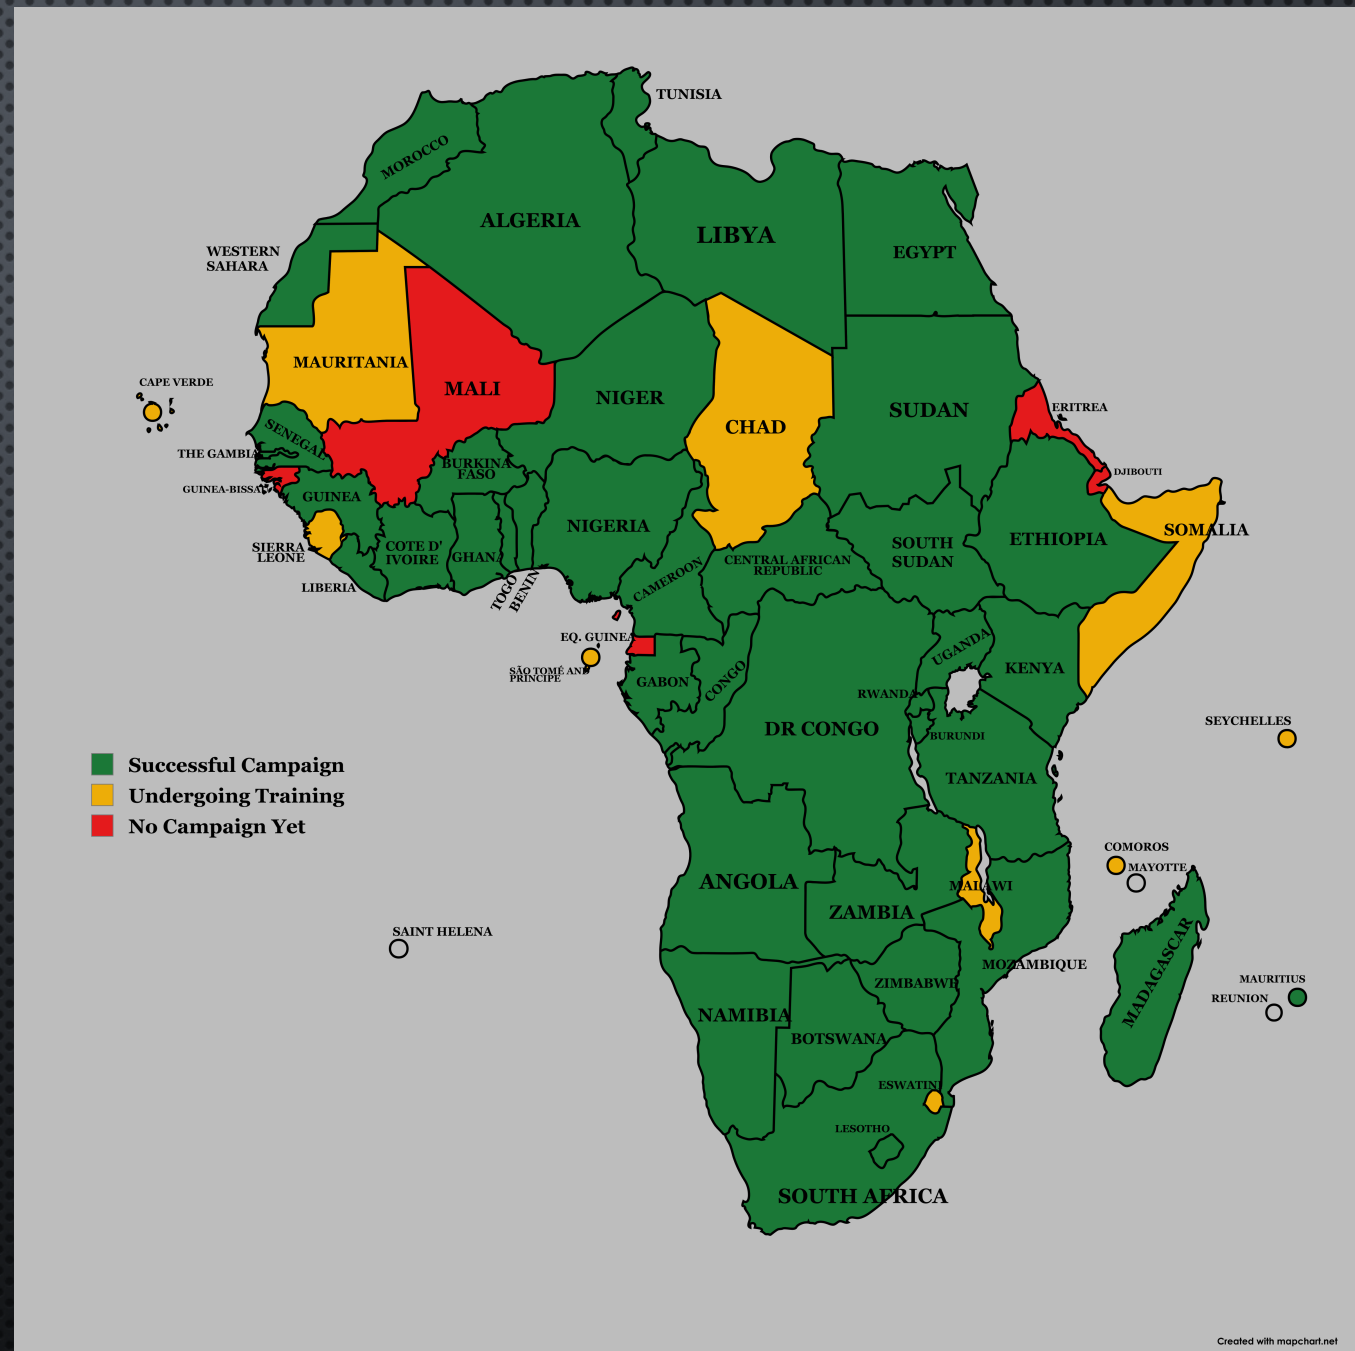 TUNISIA
MOROCCO
ALGERIA
LIBYA
EGYPT
WESTERN
SAHARA
MAURITANIA
MALI
NIGER
CHAD
SUDAN
ERITREA
CAPE VERDE
SENEGAL
THE GAMBIA
GUINEA-BISSAU
GUINEA
BURKINA
FASO
DJIBOUTI
NIGERIA
SOMALIA
ETHIOPIA
SOUTH
SUDAN
SIERRA
LEONE
COTE D'
IVOIRE
GHANA
CENTRAL AFRICAN
REPUBLIC
LIBERIA
TOGO
BENIN
CAMEROON
EQ. GUINEA
UGANDA
KENYA
SÃO TOMÉ AND
PRINCIPE
GABON
CONGO
RWANDA
DR CONGO
BURUNDI
SEYCHELLES
TANZANIA
Successful Campaign
Undergoing Training
No Campaign Yet
COMOROS
MAYOTTE
ANGOLA
MALAWI
ZAMBIA
SAINT HELENA
MOZAMBIQUE
MADAGASCAR
ZIMBABWE
MAURITIUS
REUNION
NAMIBIA
BOTSWANA
ESWATINI
LESOTHO
SOUTH AFRICA
Created with mapchart.net